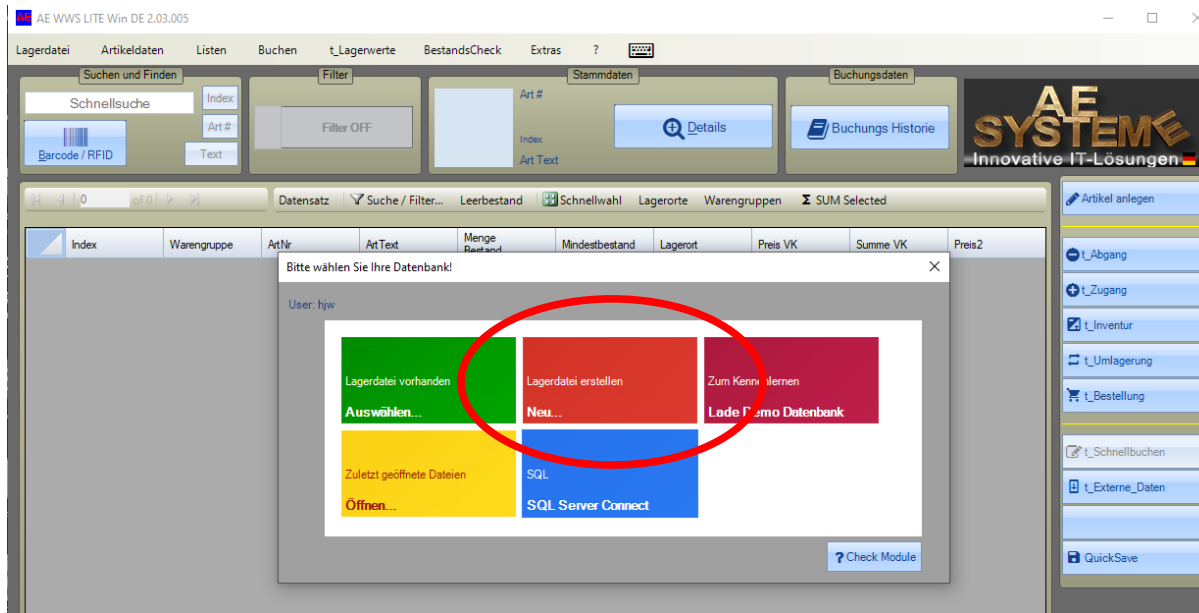 AE AE WWS LITE Win DE 2.03.005
Lagerdatei Artikeldaten Listen Buchen t_Lagerwerte BestandsCheck Extras ?
Suchen und Finden
Schnellsuche
Index
Art #
Barcode / RFID
Text
Filter
Filter OFF
Stammdaten
Art #
Index
Art Text
Details
Buchungsdaten
Buchungs Historie
AE
SYSTEME
Innovative IT-Lösungen
0 of 0
Datensatz Suche / Filter... Leerbestand Schnellwahl Lagerorte Warengruppen Σ SUM Selected
Index Warengruppe ArtNr ArtText Menge Bestand Mindestbestand Lagerort Preis VK Summe VK Preis2
Bitte wählen Sie Ihre Datenbank!
User: hjw
Lagerdatei vorhanden
Auswählen...
Lagerdatei erstellen
Neu...
Zum Kennenlernen
Lade Demo Datenbank
Zuletzt geöffnete Dateien
Öffnen...
SQL
SQL Server Connect
? Check Module
Artikel anlegen
t_Abgang
t_Zugang
t_Inventur
t_Umlagerung
t_Bestellung
t_Schnellbuchen
t_Externe_Daten
QuickSave